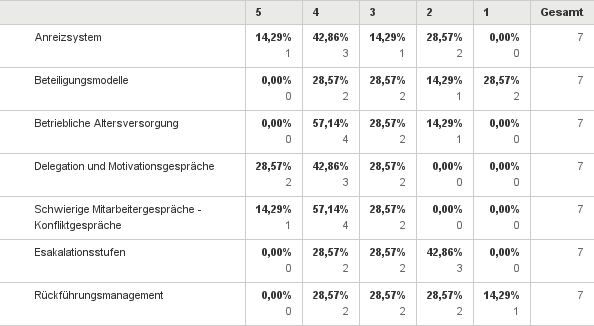 5 4 3 2 1 Gesamt
Anreizsystem 14,29% 42,86% 14,29% 28,57% 0,00% 7
1 3 1 2 0
Beteiligungsmodelle 0,00% 28,57% 28,57% 14,29% 28,57% 7
0 2 2 1 2
Betriebliche Altersversorgung 0,00% 57,14% 28,57% 14,29% 0,00% 7
0 4 2 1 0
Delegation und Motivationsgespräche 28,57% 42,86% 28,57% 0,00% 0,00% 7
2 3 2 0 0
Schwierige Mitarbeitergespräche - 14,29% 57,14% 28,57% 0,00% 0,00% 7
Konfliktgespräche 1 4 2 0 0
Esakalationsstufen 0,00% 28,57% 28,57% 42,86% 0,00% 7
0 2 2 3 0
Rückführungsmanagement 0,00% 28,57% 28,57% 28,57% 14,29% 7
0 2 2 2 1